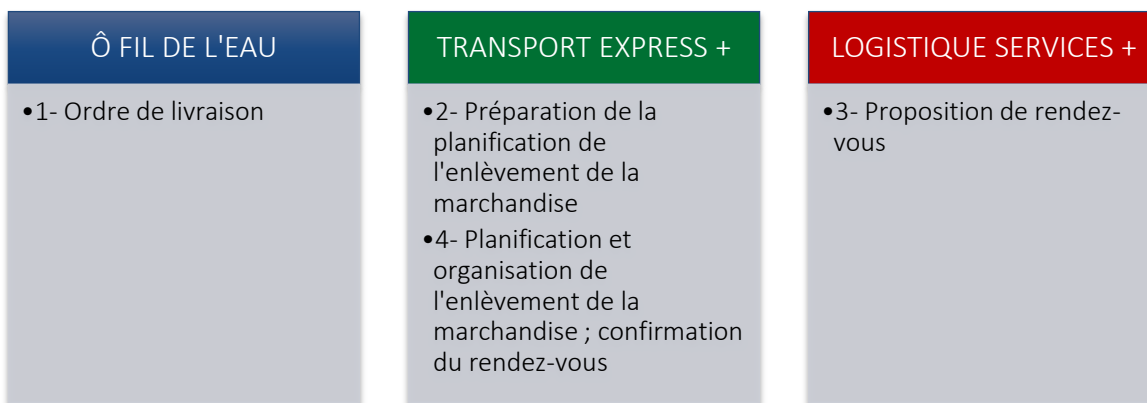 Ô FIL DE L'EAU
•1- Ordre de livraison
TRANSPORT EXPRESS +
•2- Préparation de la
planification de
l'enlèvement de la
marchandise
•4- Planification et
organisation de
l'enlèvement de la
marchandise ; confirmation
du rendez-vous
LOGISTIQUE SERVICES +
•3- Proposition de rendez-
vous